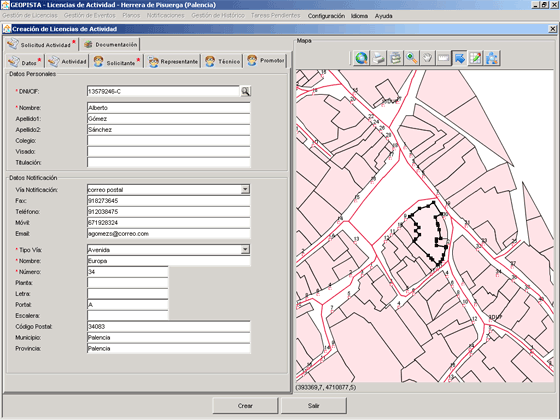 GEOPISTA - Licencias de Actividad - Herrera de Pisuerga (Palencia)
Gestión de Licencias Gestión de Eventos Planos Notificaciones Gestión de Histórico Tareas Pendientes Configuración Idioma Ayuda
Creación de Licencias de Actividad
Solicitud Actividad * Documentación
Datos * Actividad Solicitante * Representante Técnico Promotor
Datos Personales
* DNI/CIF: 13579246-C
* Nombre: Alberto
Apellido1: Gómez
Apellido2: Sánchez
Colegio:
Visado:
Titulación:
Datos Notificación
Vía Notificación: correo postal
Fax: 918273645
Teléfono: 912038475
Móvil: 671928324
Email: agomezs@correo.com
* Tipo Vía: Avenida
* Nombre: Europa
* Número: 34
Planta:
Letra:
Portal: A
Escalera:
Código Postal: 34083
Municipio: Palencia
Provincia: Palencia
Mapa
(393369,7, 4710877,5)
Crear Salir